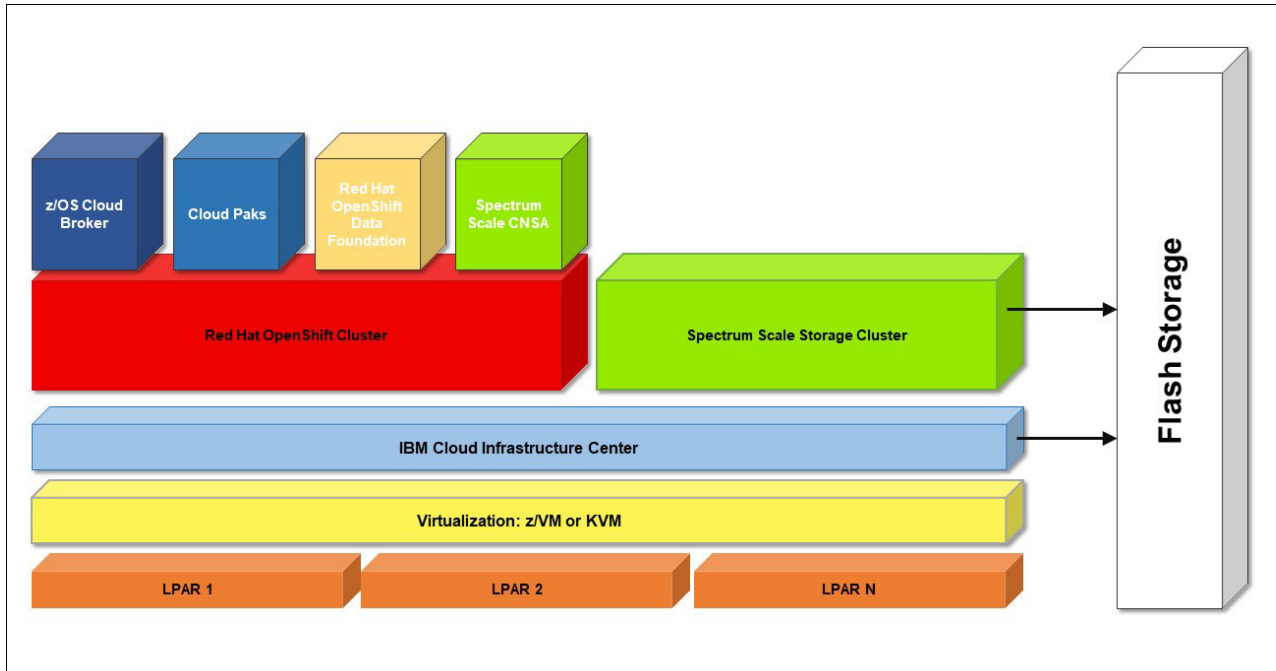 z/OS Cloud
Broker
Cloud Paks
Red Hat
OpenShift
Data
Foundation
Spectrum
Scale CNSA
Red Hat OpenShift Cluster
Spectrum Scale Storage Cluster
IBM Cloud Infrastructure Center
Virtualization: z/VM or KVM
LPAR 1
LPAR 2
LPAR N
Flash Storage